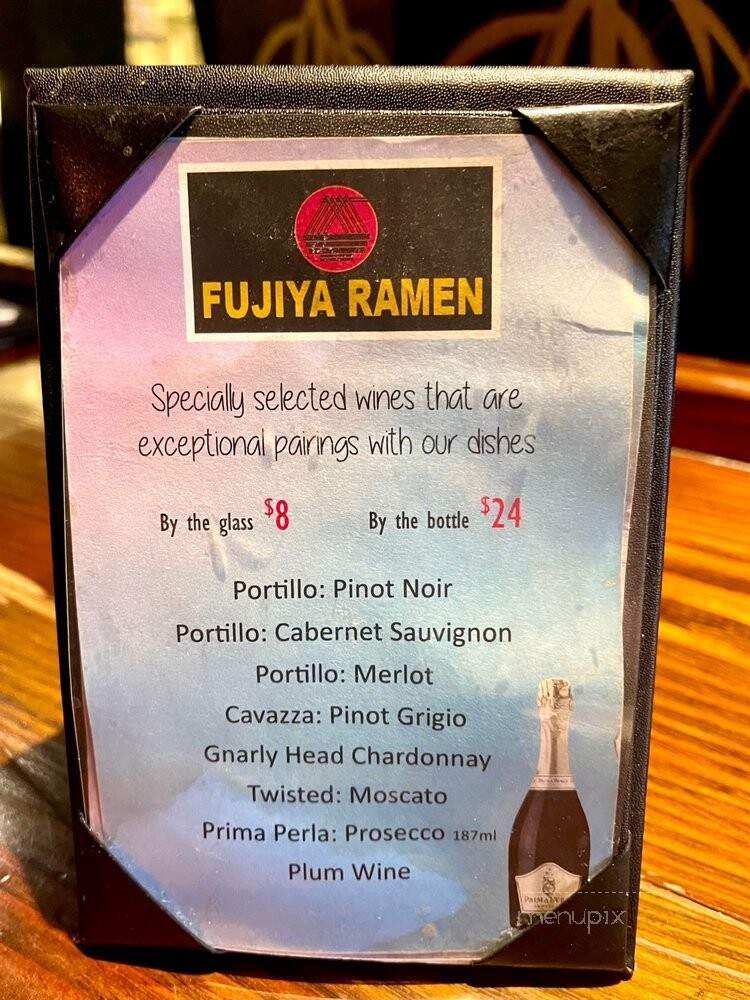 FUJIYA RAMEN
Specially selected wines that are
exceptional pairings with our dishes
By the glass $8 By the bottle $24
Portillo: Pinot Noir
Portillo: Cabernet Sauvignon
Portillo: Merlot
Cavazza: Pinot Grigio
Gnarly Head Chardonnay
Twisted: Moscato
Prima Perla: Prosecco 187ml
Plum Wine
menupix